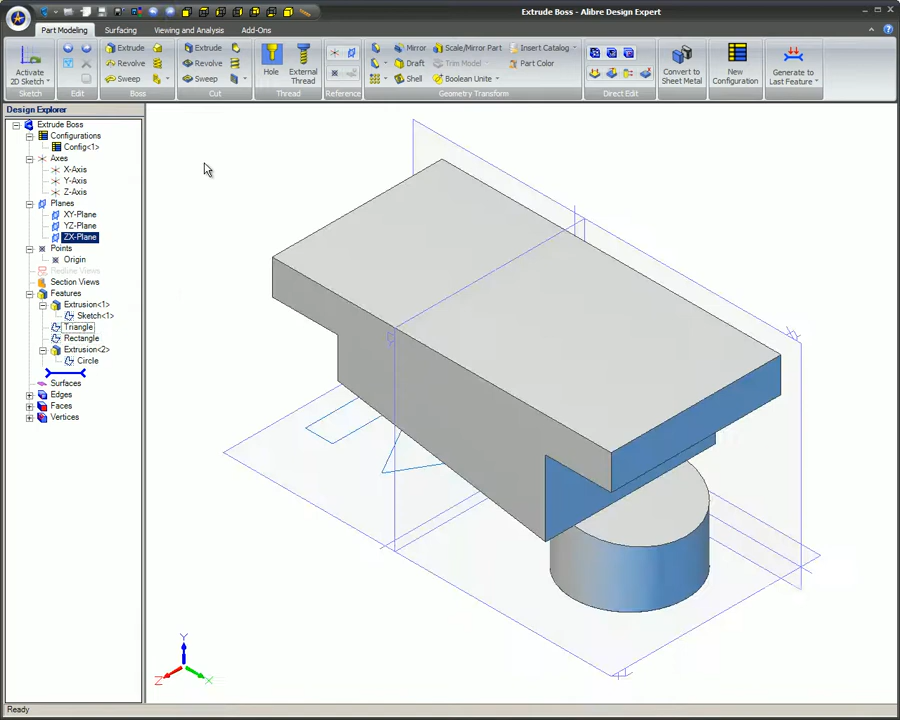 Extrude Boss - Alibre Design Expert
Part Modeling
Surfacing
Viewing and Analysis
Add-Ons
Activate
2D Sketch
Sketch
Edit
Extrude
Revolve
Sweep
Boss
Extrude
Revolve
Sweep
Cut
Hole
External
Thread
Thread
Reference
Mirror
Draft
Shell
Scale/Mirror Part
Trim Model
Boolean Unite
Insert Catalog
Part Color
Geometry Transform
Direct Edit
Convert to
Sheet Metal
New
Configuration
Generate to
Last Feature
Design Explorer
Extrude Boss
Configurations
Config<1>
Axes
X-Axis
Y-Axis
Z-Axis
Planes
XY-Plane
YZ-Plane
ZX-Plane
Points
Origin
Redline Views
Section Views
Features
Extrusion<1>
Sketch<1>
Triangle
Rectangle
Extrusion<2>
Circle
Surfaces
Edges
Faces
Vertices
Y
Z
X
Ready